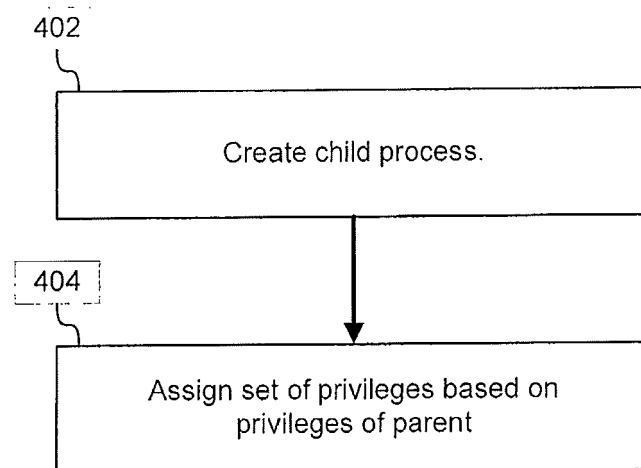 402
Create child process.
404
Assign set of privileges based on
privileges of parent